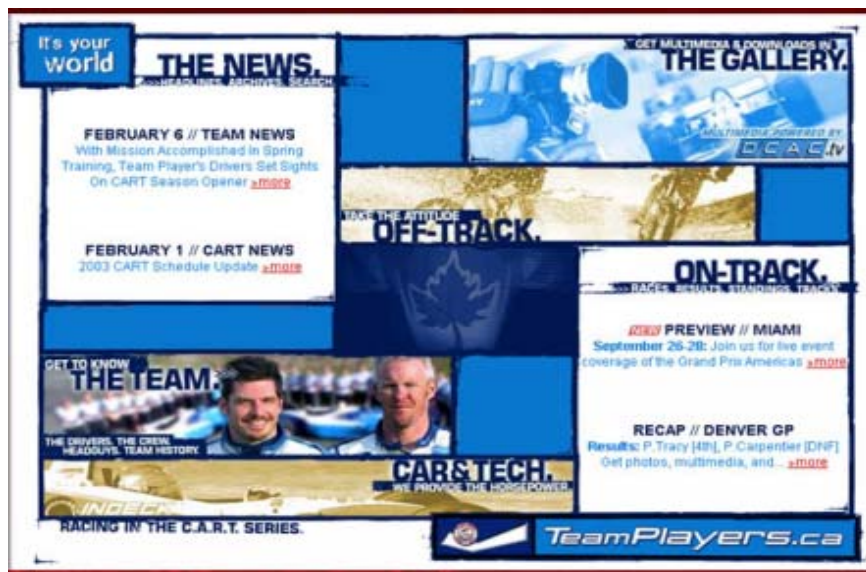 It's your
world
THE NEWS.
>>>HEADLINES. ARCHIVES. SEARCH
FEBRUARY 6 // TEAM NEWS
With Mission Accomplished in Spring
Training, Team Player's Drivers Set Sights
On CART Season Opener »more
FEBRUARY 1 // CART NEWS
2003 CART Schedule Update »more
GET MULTIMEDIA & DOWNLOADS IN
THE GALLERY.
MULTIMEDIA POWERED BY
DCAC.tv
TAKE THE ATTITUDE
OFF-TRACK.
ON-TRACK.
>>>RACES. RESULTS. STANDINGS. TRACKS.
NEW PREVIEW // MIAMI
September 26-28: Join us for live event
coverage of the Grand Prix Americas »more
RECAP // DENVER GP
Results: P.Tracy [4th], P.Carpentier [DNF]
Get photos, multimedia, and... »more
GET TO KNOW
THE TEAM.>>>
THE DRIVERS. THE CREW.
HEADGUYS. TEAM HISTORY.
CAR&TECH.
WE PROVIDE THE HORSEPOWER.
INDECK
RACING IN THE C.A.R.T. SERIES.
TeamPlayers.ca